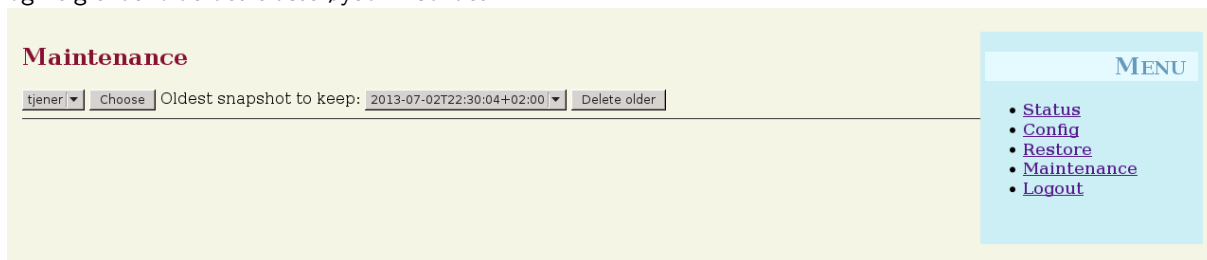 Maintenance
tjener Choose Oldest snapshot to keep: 2013-07-02T22:30:04+02:00 Delete older
MENU
Status
Config
Restore
Maintenance
Logout